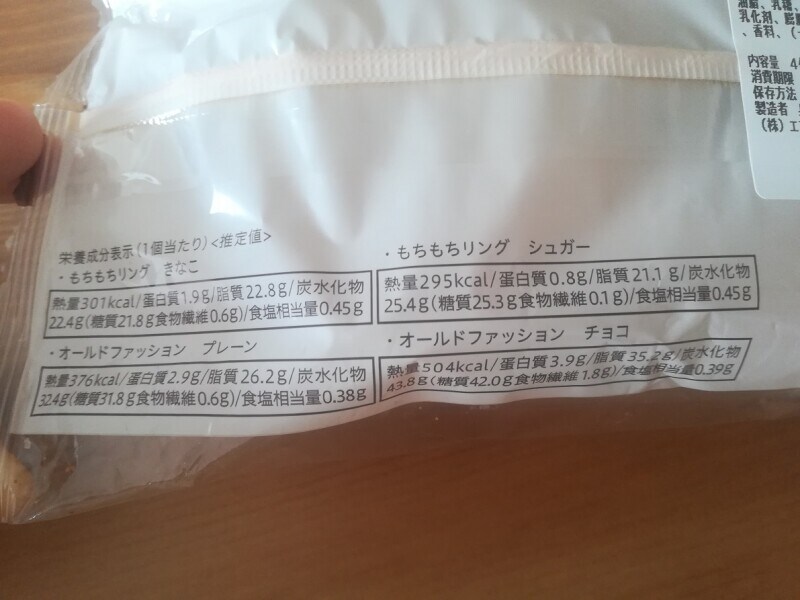 油脂、乳糖、
乳化剤、
、香料、
内容量 4
消費期限
保存方法
製造者
(株)エ
栄養成分表示(1個当たり)<推定値>
・もちもちリング きなこ
熱量301kcal/蛋白質1.9g/脂質22.8g/炭水化物
22.4g(糖質21.8g食物繊維0.6g)/食塩相当量0.45g
・もちもちリング シュガー
熱量295kcal/蛋白質0.8g/脂質21.1g/炭水化物
25.4g(糖質25.3g食物繊維0.1g)/食塩相当量0.45g
・オールドファッション プレーン
熱量376kcal/蛋白質2.9g/脂質26.2g/炭水化物
32.4g(糖質31.8g食物繊維0.6g)/食塩相当量0.38g
・オールドファッション チョコ
熱量504kcal/蛋白質3.9g/脂質35.2g/炭水化物
43.8g(糖質42.0g食物繊維1.8g)/食塩相当量0.39g